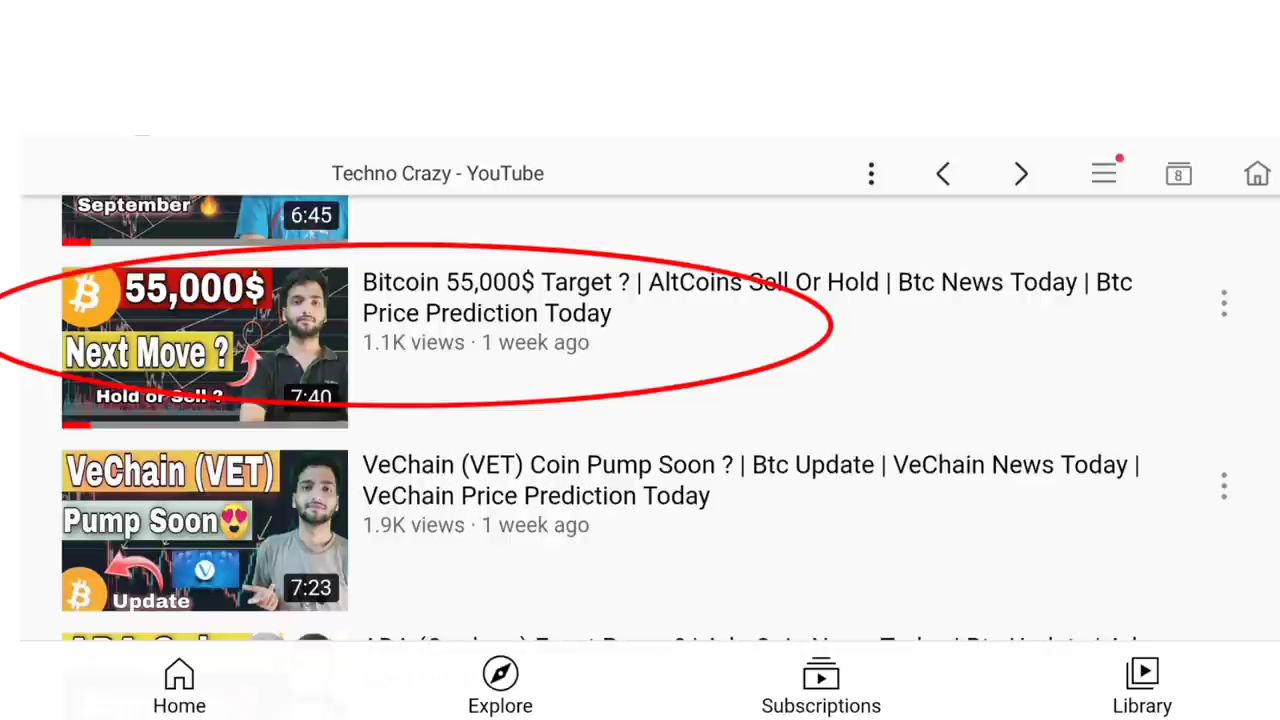 Techno Crazy - YouTube
8
September 🔥
6:45
55,000$
Next Move ?
Hold or Sell ?
7:40
Bitcoin 55,000$ Target ? | AltCoins Sell Or Hold | Btc News Today | Btc
Price Prediction Today
1.1K views · 1 week ago
VeChain (VET)
Pump Soon😍
Update
7:23
VeChain (VET) Coin Pump Soon ? | Btc Update | VeChain News Today |
VeChain Price Prediction Today
1.9K views · 1 week ago
Home
Explore
Subscriptions
Library